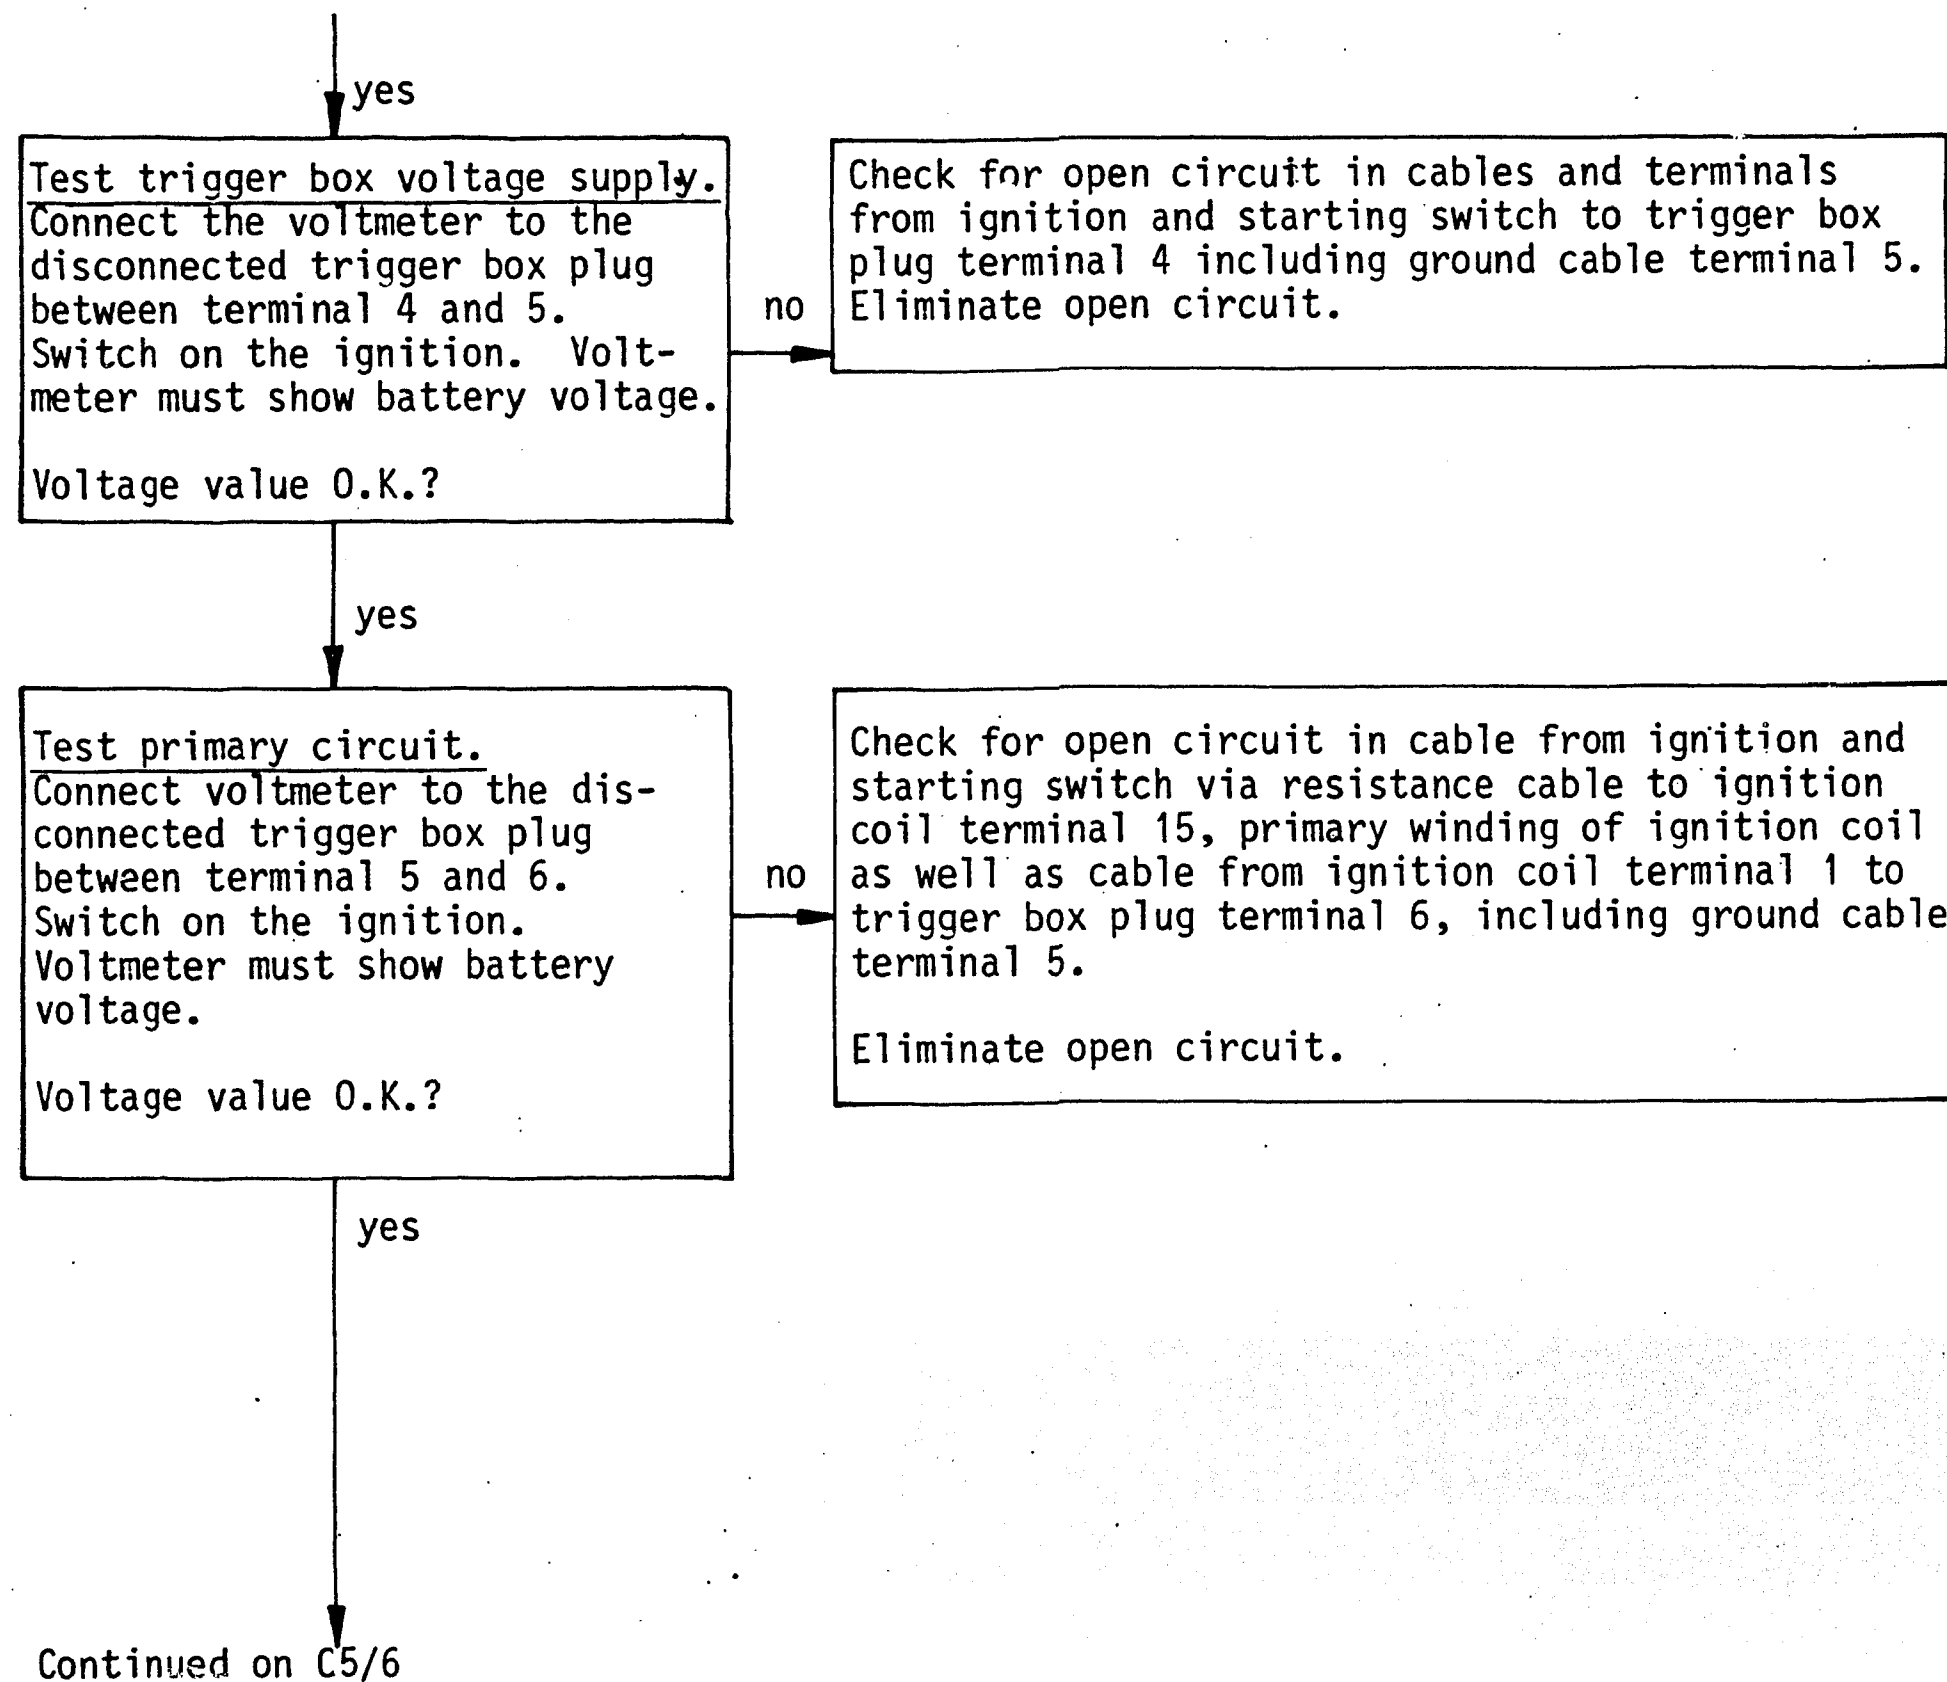 yes
Test trigger box voltage supply.
Connect the voltmeter to the
disconnected trigger box plug
between terminal 4 and 5.
Switch on the ignition. Volt-
meter must show battery voltage.
Voltage value O.K.?
no
Check for open circuit in cables and terminals
from ignition and starting switch to trigger box
plug terminal 4 including ground cable terminal 5.
Eliminate open circuit.
yes
Test primary circuit.
Connect voltmeter to the dis-
connected trigger box plug
between terminal 5 and 6.
Switch on the ignition.
Voltmeter must show battery
voltage.
Voltage value O.K.?
no
Check for open circuit in cable from ignition and
starting switch via resistance cable to ignition
coil terminal 15, primary winding of ignition coil
as well as cable from ignition coil terminal 1 to
trigger box plug terminal 6, including ground cable
terminal 5.
Eliminate open circuit.
yes
Continued on C5/6